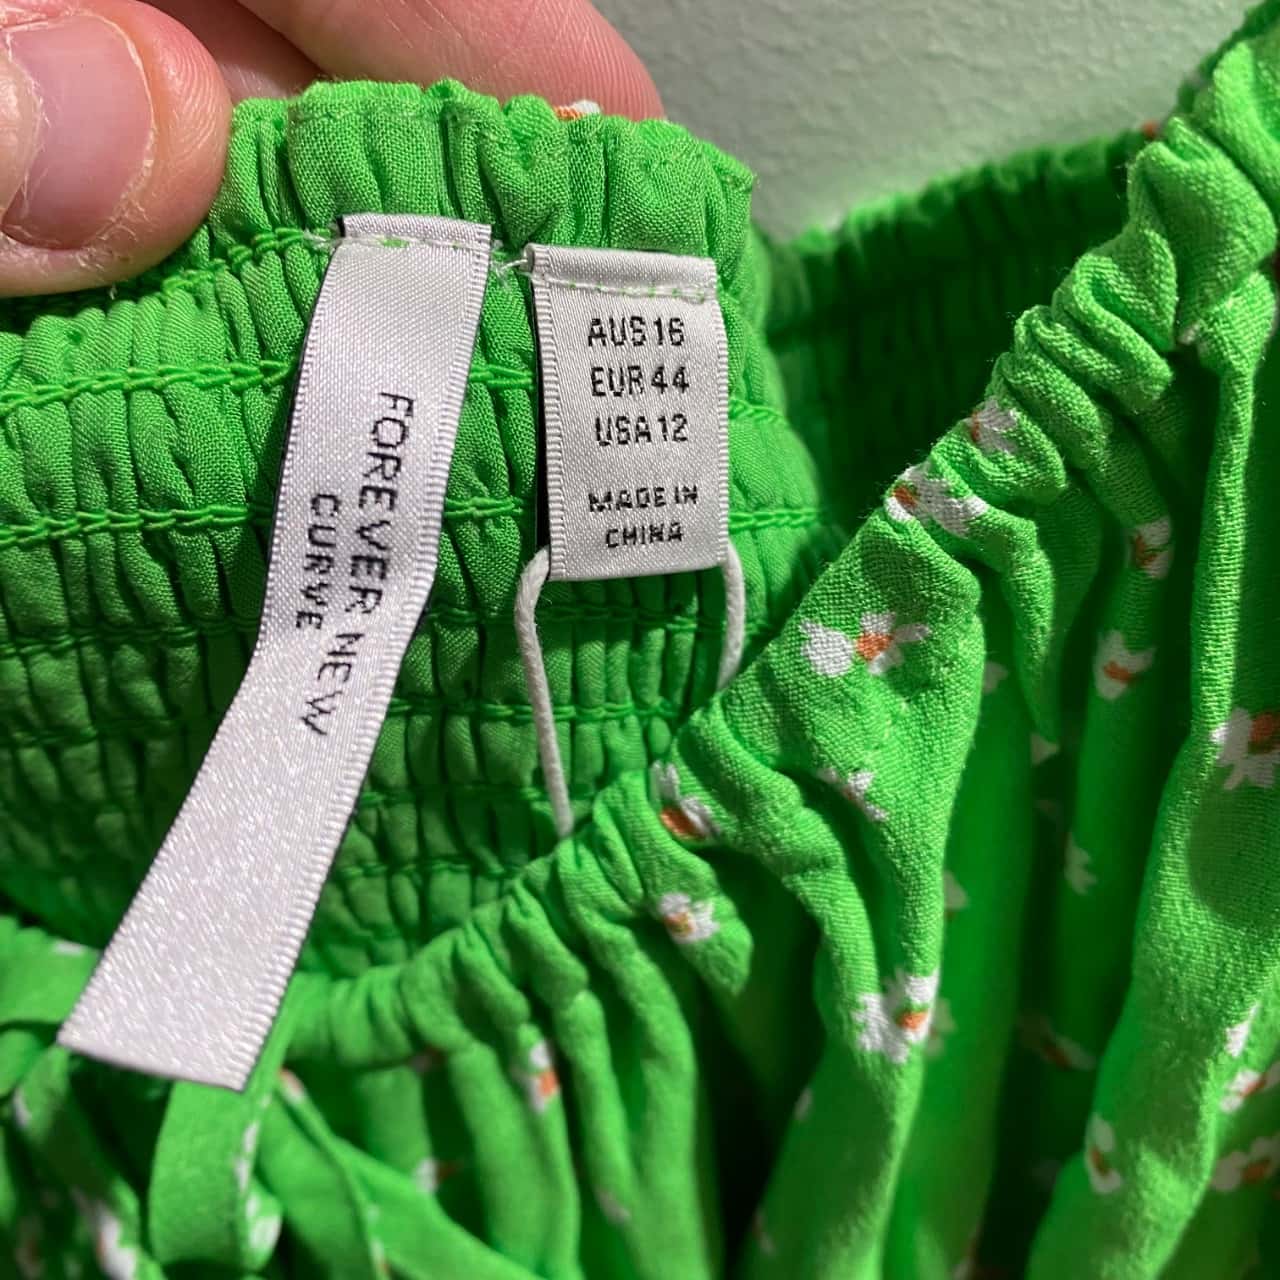 FOREVER NEW
CURVE
AUS 16
EUR 44
USA 12
MADE IN
CHINA